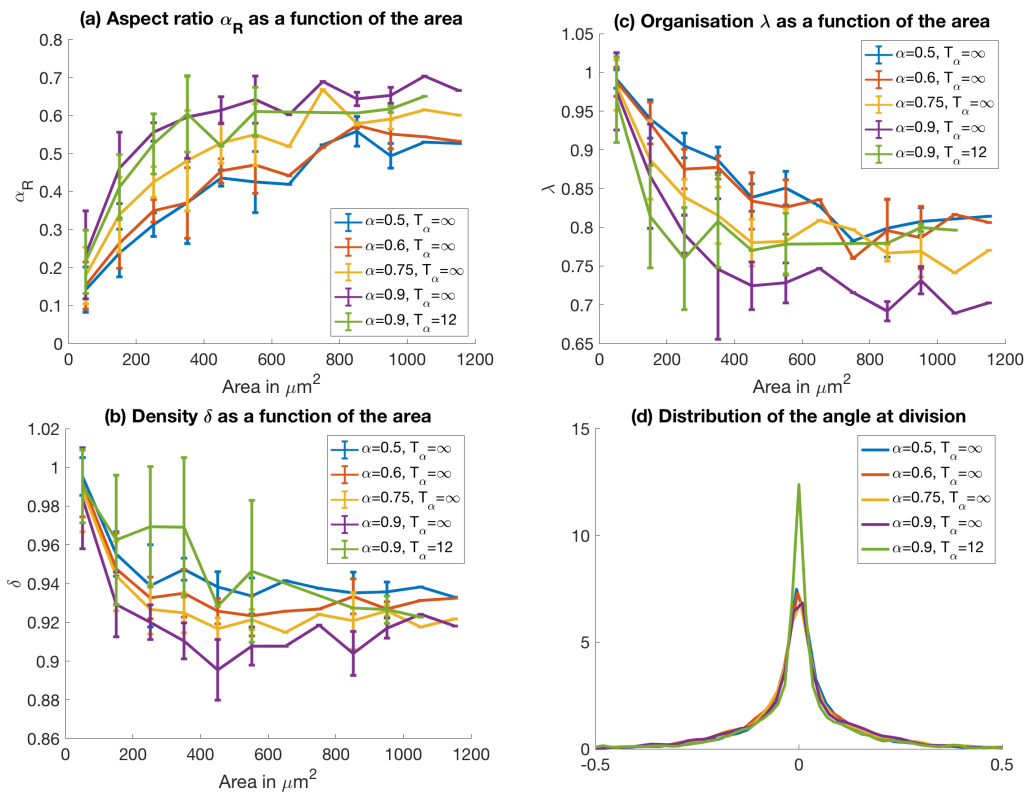 (a) Aspect ratio α_R as a function of the area
0.8
0.7
0.6
0.5
0.4
0.3
0.2
0.1
0
α_R
0 200 400 600 800 1000 1200
Area in μm²
α=0.5, T_α=∞
α=0.6, T_α=∞
α=0.75, T_α=∞
α=0.9, T_α=∞
α=0.9, T_α=12
(c) Organisation λ as a function of the area
1.05
1
0.95
0.9
0.85
0.8
0.75
0.7
0.65
λ
0 200 400 600 800 1000 1200
Area in μm²
α=0.5, T_α=∞
α=0.6, T_α=∞
α=0.75, T_α=∞
α=0.9, T_α=∞
α=0.9, T_α=12
(b) Density δ as a function of the area
1.02
1
0.98
0.96
0.94
0.92
0.9
0.88
0.86
δ
0 200 400 600 800 1000 1200
Area in μm²
α=0.5, T_α=∞
α=0.6, T_α=∞
α=0.75, T_α=∞
α=0.9, T_α=∞
α=0.9, T_α=12
(d) Distribution of the angle at division
15
10
5
0
-0.5 0 0.5
α=0.5, T_α=∞
α=0.6, T_α=∞
α=0.75, T_α=∞
α=0.9, T_α=∞
α=0.9, T_α=12